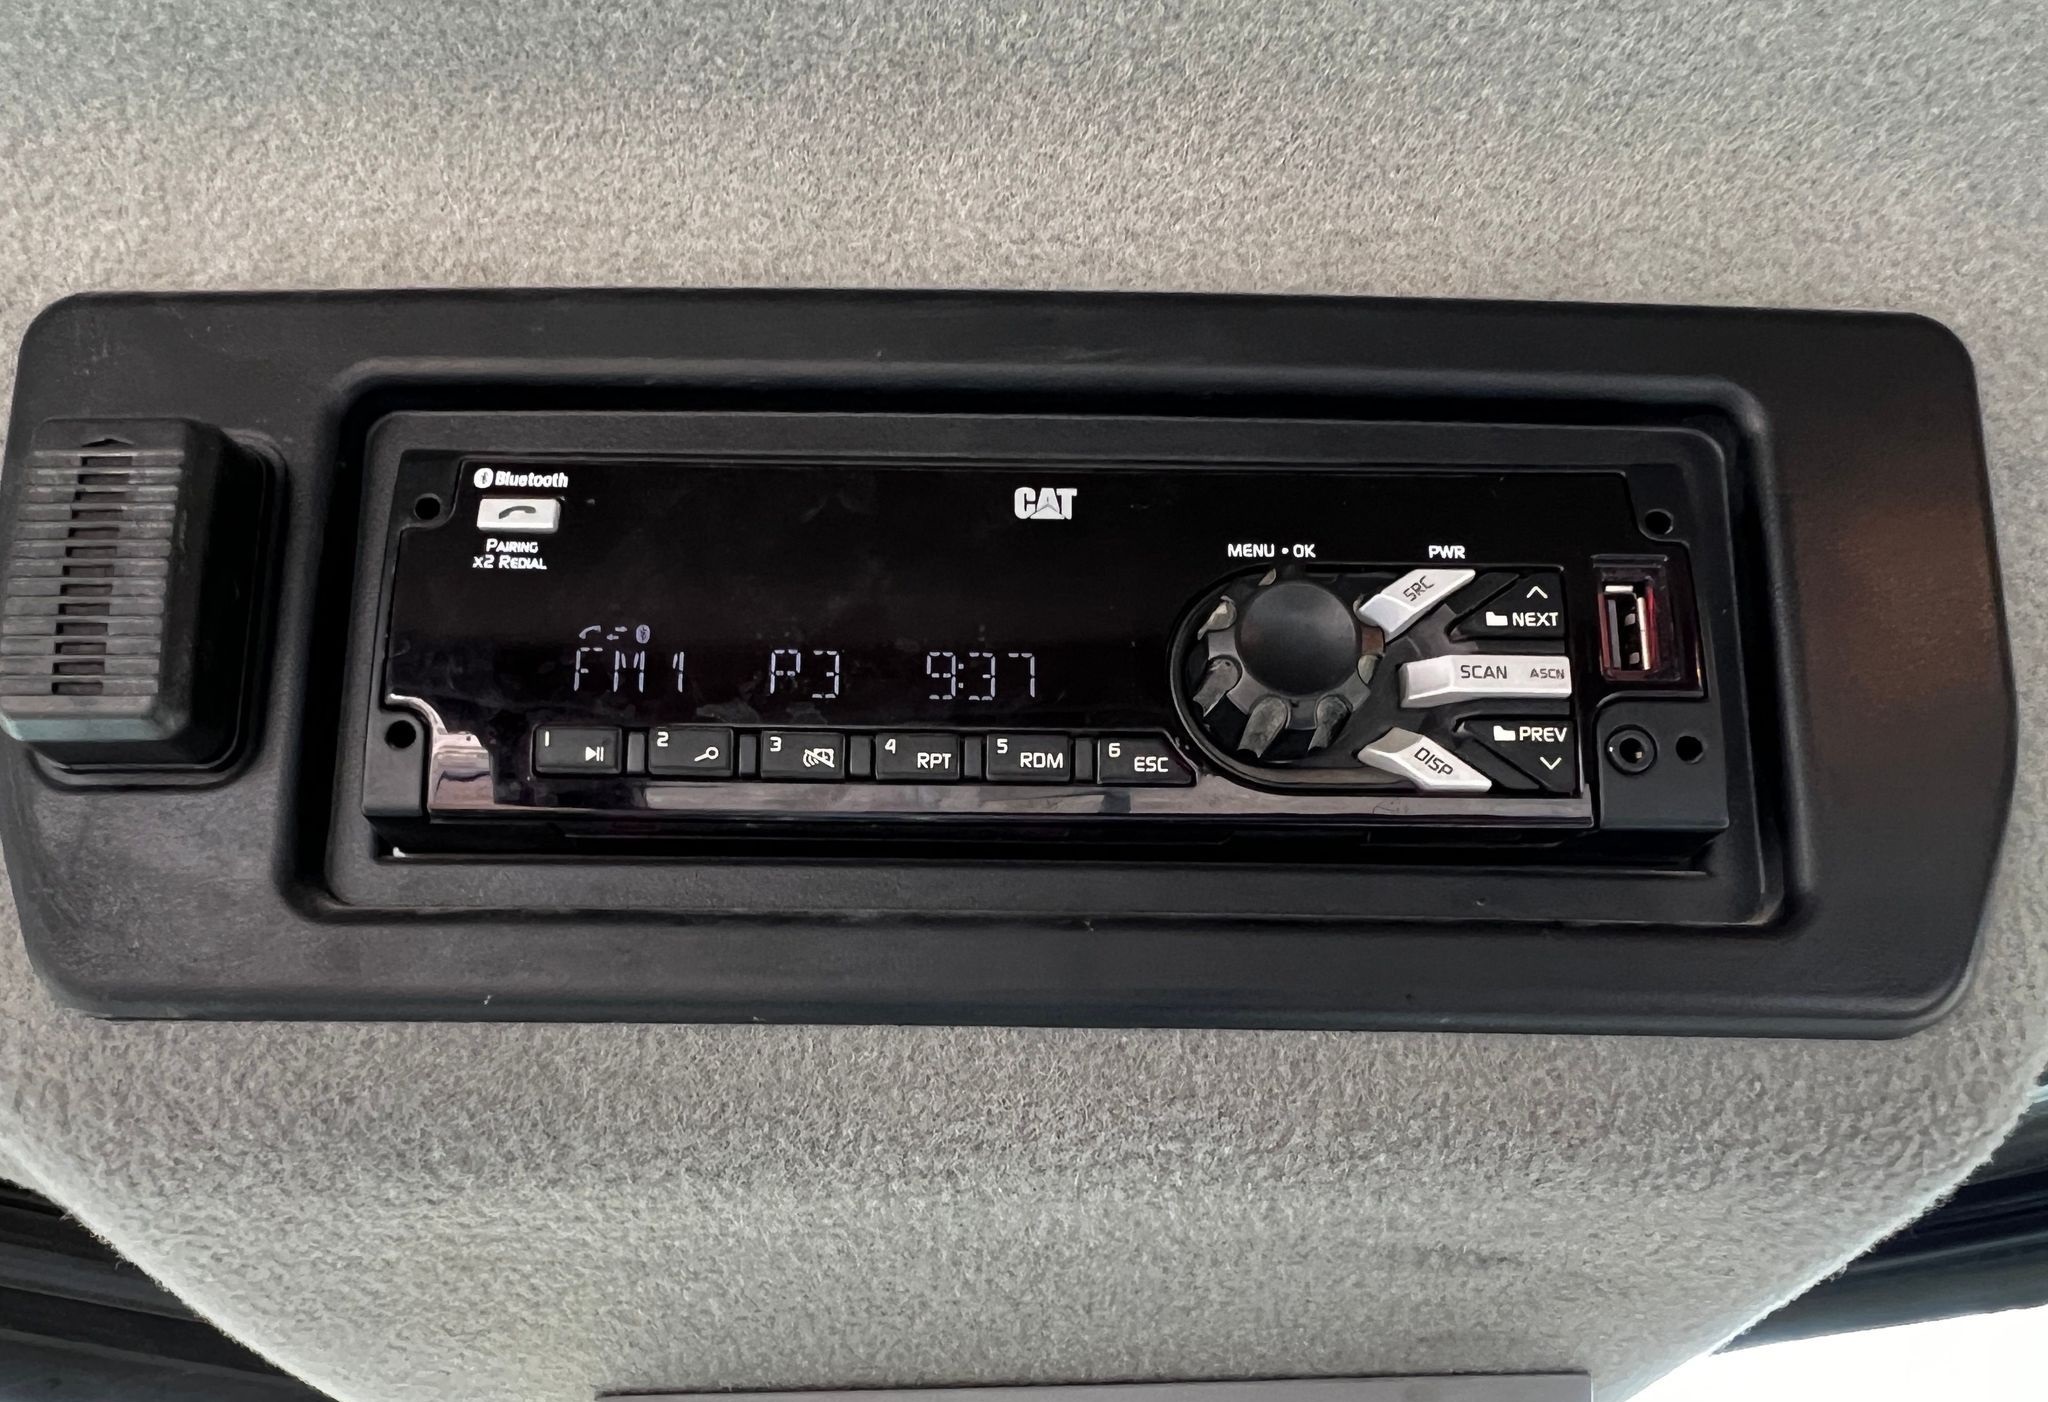 Bluetooth
PAIRING
x2 REDIAL
CAT
MENU • OK
PWR
SRC
NEXT
SCAN ASCN
PREV
DISP
FM1 P3 9:37
1
2
3
4 RPT
5 RDM
6 ESC